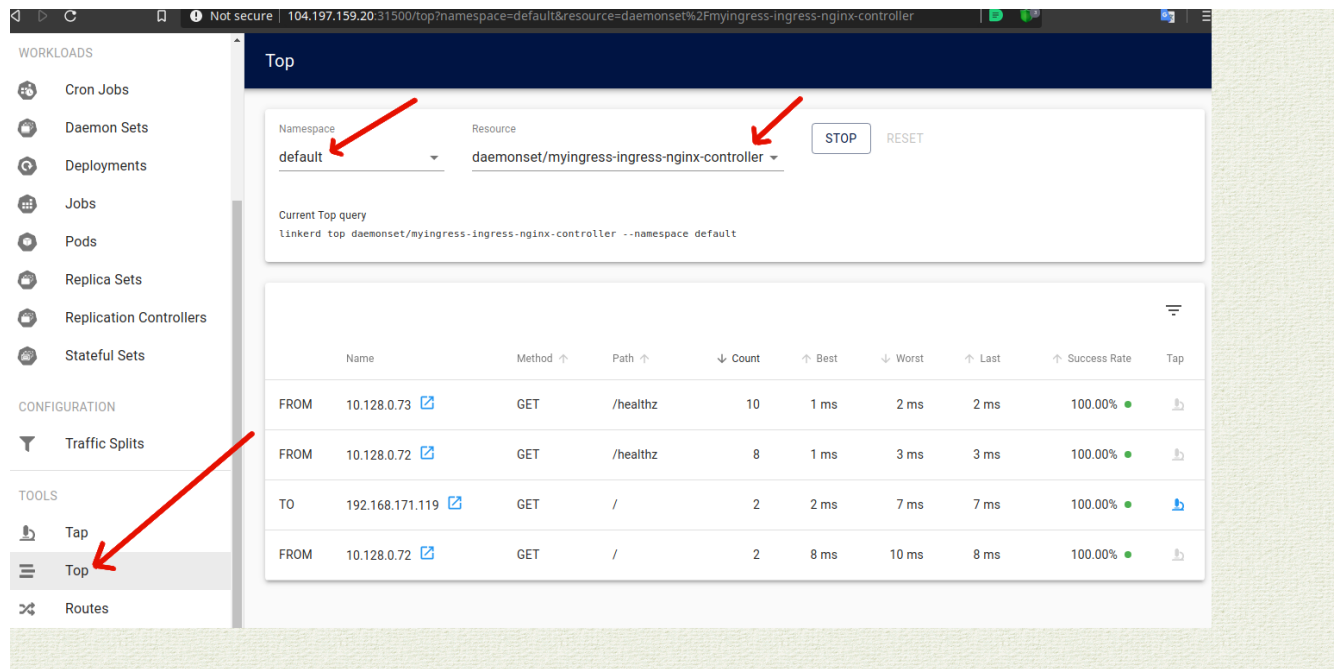 Not secure 104.197.159.20:31500/top?namespace=default&resource=daemonset%2Fmyingress-ingress-nginx-controller
WORKLOADS
Cron Jobs
Daemon Sets
Deployments
Jobs
Pods
Replica Sets
Replication Controllers
Stateful Sets
CONFIGURATION
Traffic Splits
TOOLS
Tap
Top
Routes
Top
Namespace Resource
default daemonset/myingress-ingress-nginx-controller STOP RESET
Current Top query
linkerd top daemonset/myingress-ingress-nginx-controller --namespace default
Name Method Path Count Best Worst Last Success Rate Tap
FROM 10.128.0.73 GET /healthz 10 1 ms 2 ms 2 ms 100.00%
FROM 10.128.0.72 GET /healthz 8 1 ms 3 ms 3 ms 100.00%
TO 192.168.171.119 GET / 2 2 ms 7 ms 7 ms 100.00%
FROM 10.128.0.72 GET / 2 8 ms 10 ms 8 ms 100.00%